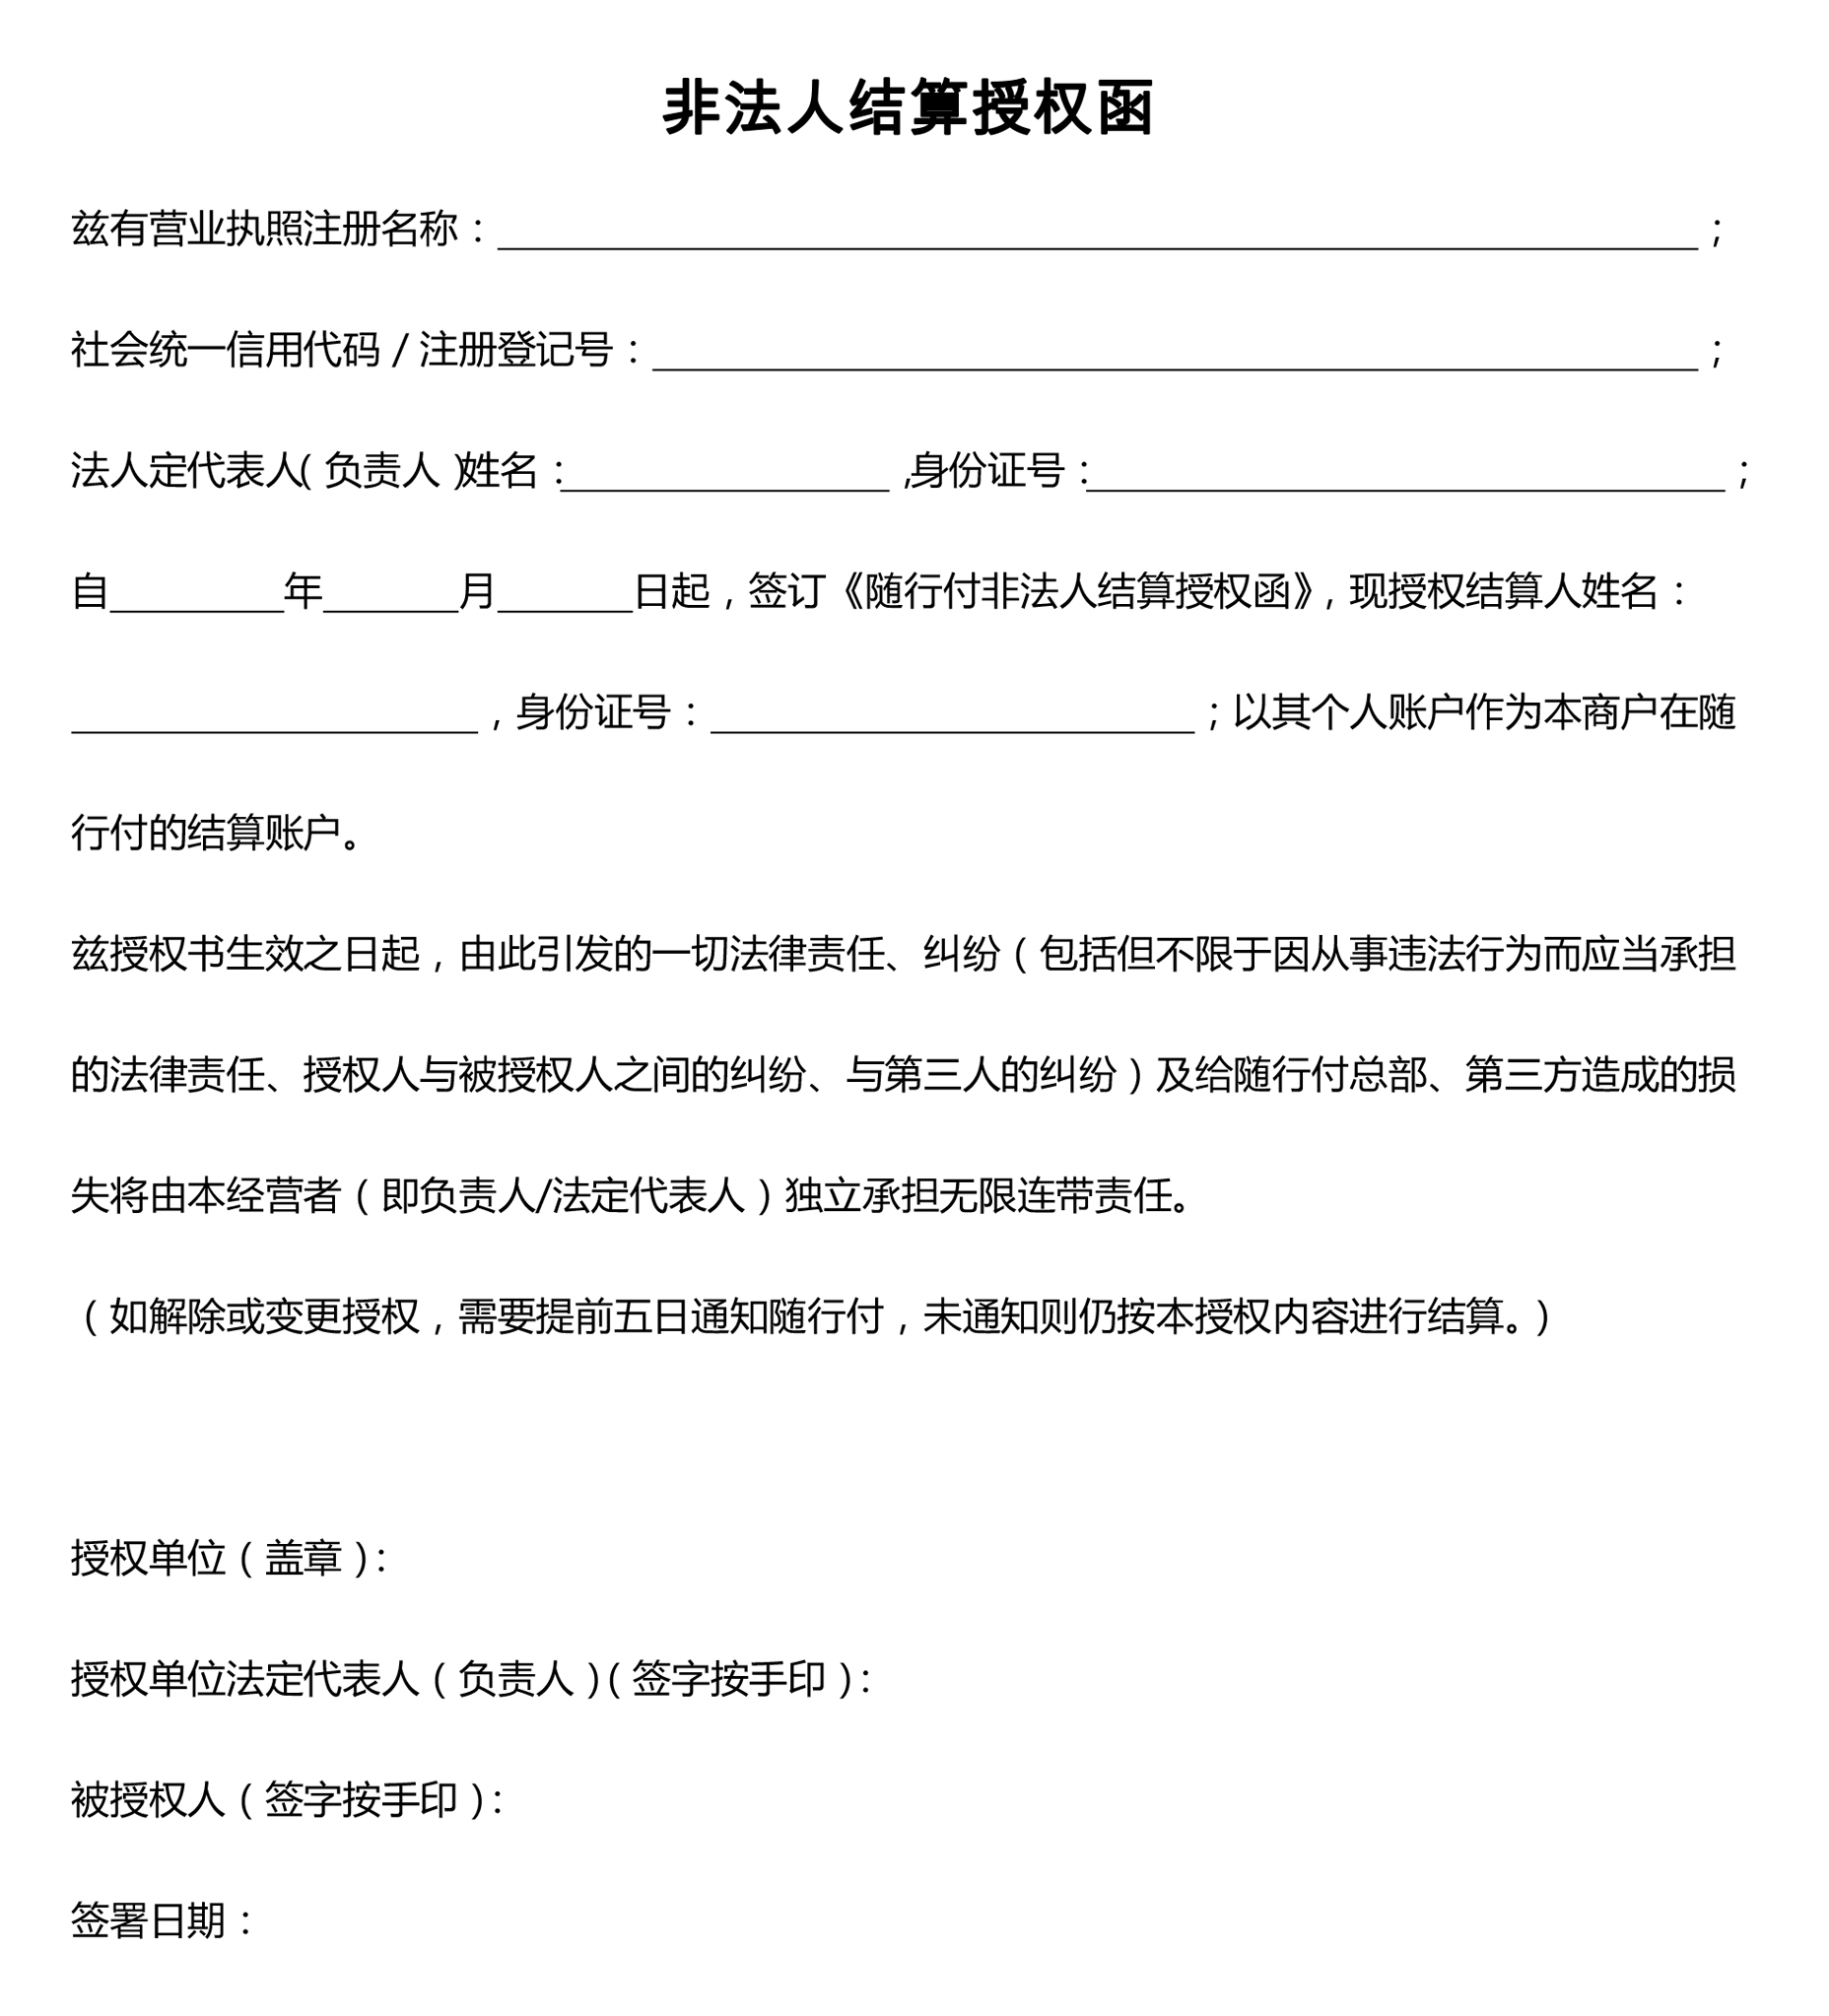 非法人结算授权函
兹有营业执照注册名称：______________________________；
社会统一信用代码 / 注册登记号：__________________________；
法人定代表人（负责人）姓名：____________，身份证号：____________________；
自________年______月______日起，签订《随行付非法人结算授权函》，现授权结算人姓名：
______________，身份证号：________________；以其个人账户作为本商户在随
行付的结算账户。
兹授权书生效之日起，由此引发的一切法律责任、纠纷（包括但不限于因从事违法行为而应当承担
的法律责任、授权人与被授权人之间的纠纷、与第三人的纠纷）及给随行付总部、第三方造成的损
失将由本经营者（即负责人/法定代表人）独立承担无限连带责任。
（如解除或变更授权，需要提前五日通知随行付，未通知则仍按本授权内容进行结算。）
授权单位（盖章）：
授权单位法定代表人（负责人）（签字按手印）：
被授权人（签字按手印）：
签署日期：